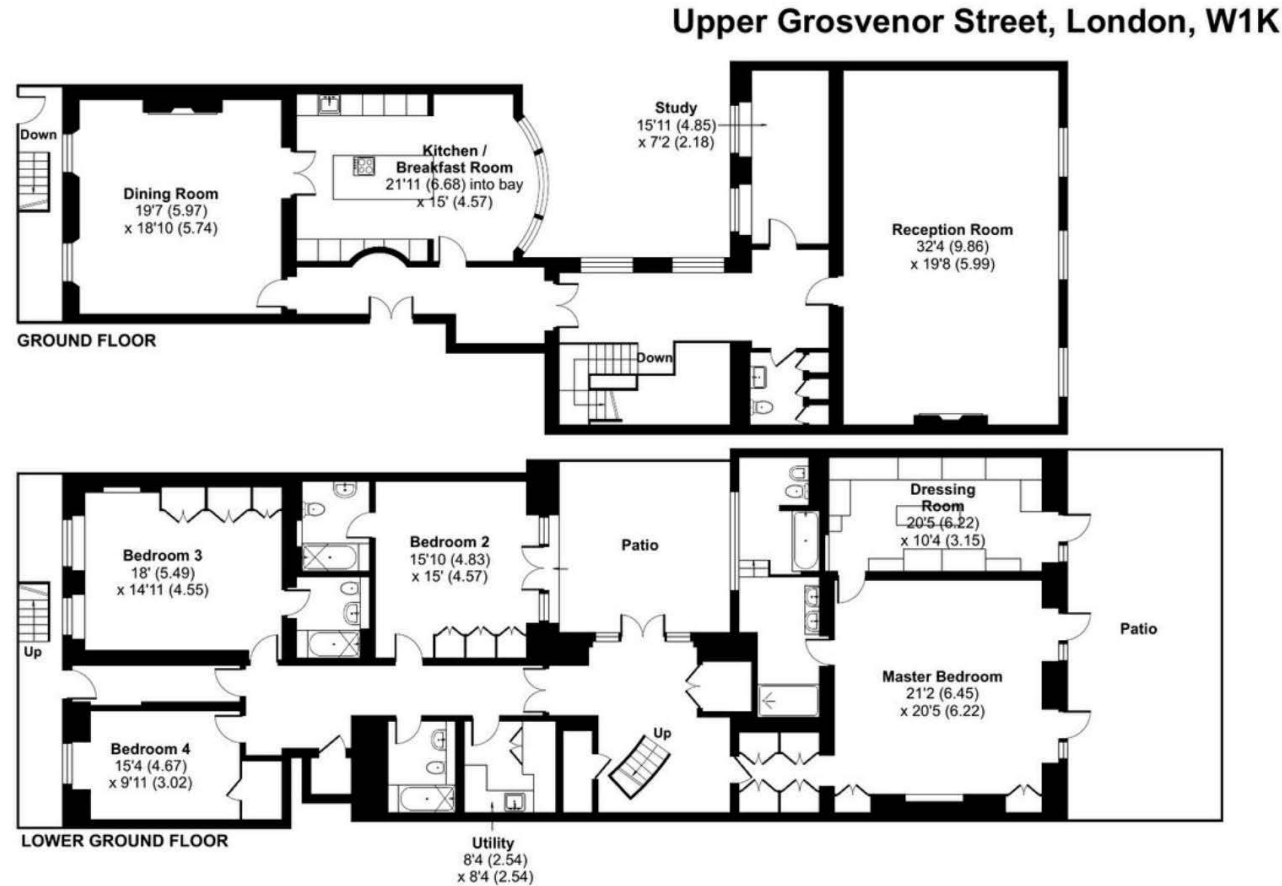 Upper Grosvenor Street, London, W1K
Down
Dining Room
19'7 (5.97)
x 18'10 (5.74)
Kitchen /
Breakfast Room
21'11 (6.68) into bay
x 15' (4.57)
Study
15'11 (4.85)
x 7'2 (2.18)
Reception Room
32'4 (9.86)
x 19'8 (5.99)
Down
GROUND FLOOR
Bedroom 3
18' (5.49)
x 14'11 (4.55)
Bedroom 2
15'10 (4.83)
x 15' (4.57)
Patio
Dressing
Room
20'5 (6.22)
x 10'4 (3.15)
Patio
Up
Master Bedroom
21'2 (6.45)
x 20'5 (6.22)
Bedroom 4
15'4 (4.67)
x 9'11 (3.02)
Up
LOWER GROUND FLOOR
Utility
8'4 (2.54)
x 8'4 (2.54)